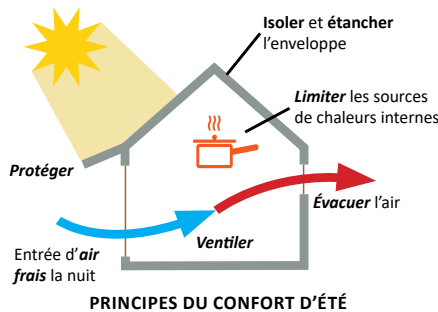 Isoler et étancher
l'enveloppe
Limiter les sources
de chaleurs internes
Protéger
Évacuer l'air
Ventiler
Entrée d'air
frais la nuit
PRINCIPES DU CONFORT D'ÉTÉ